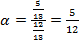 α = (5/13)/(12/13) = 5/12